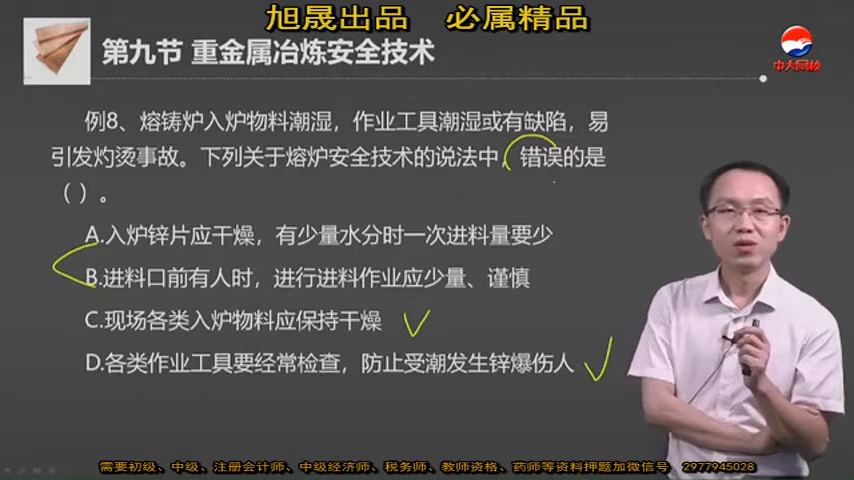 旭晟出品 必属精品
第九节 重金属冶炼安全技术
中大网校
例8、熔铸炉入炉物料潮湿，作业工具潮湿或有缺陷，易
引发灼烫事故。下列关于熔炉安全技术的说法中，错误的是
（ ）。
A.入炉锌片应干燥，有少量水分时一次进料量要少
B.进料口前有人时，进行进料作业应少量、谨慎
C.现场各类入炉物料应保持干燥
D.各类作业工具要经常检查，防止受潮发生锌爆伤人
需要初级、中级、注册会计师、中级经济师、税务师、教师资格、药师等资料押题加微信号 2977945028